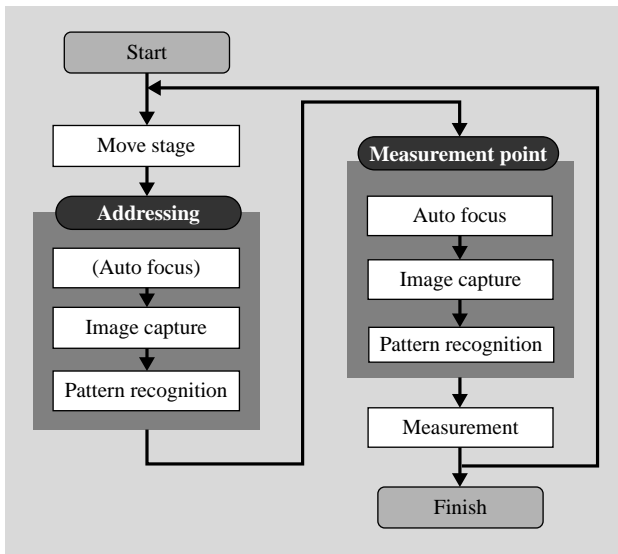 Start
Move stage
Addressing
(Auto focus)
Image capture
Pattern recognition
Measurement point
Auto focus
Image capture
Pattern recognition
Measurement
Finish